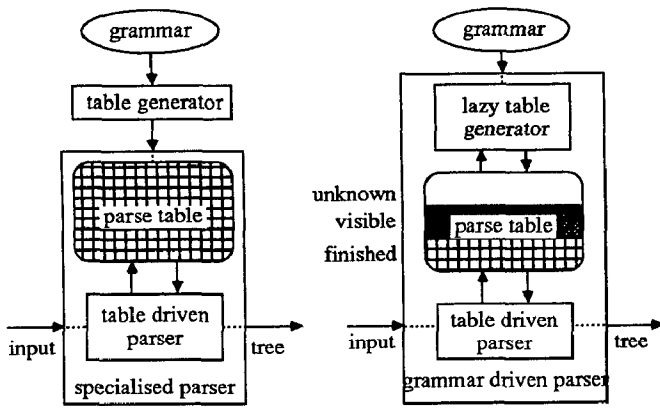 grammar
table generator
parse table
table driven
parser
input
tree
specialised parser
grammar
lazy table
generator
unknown
visible
parse table
finished
table driven
parser
input
tree
grammar driven parser